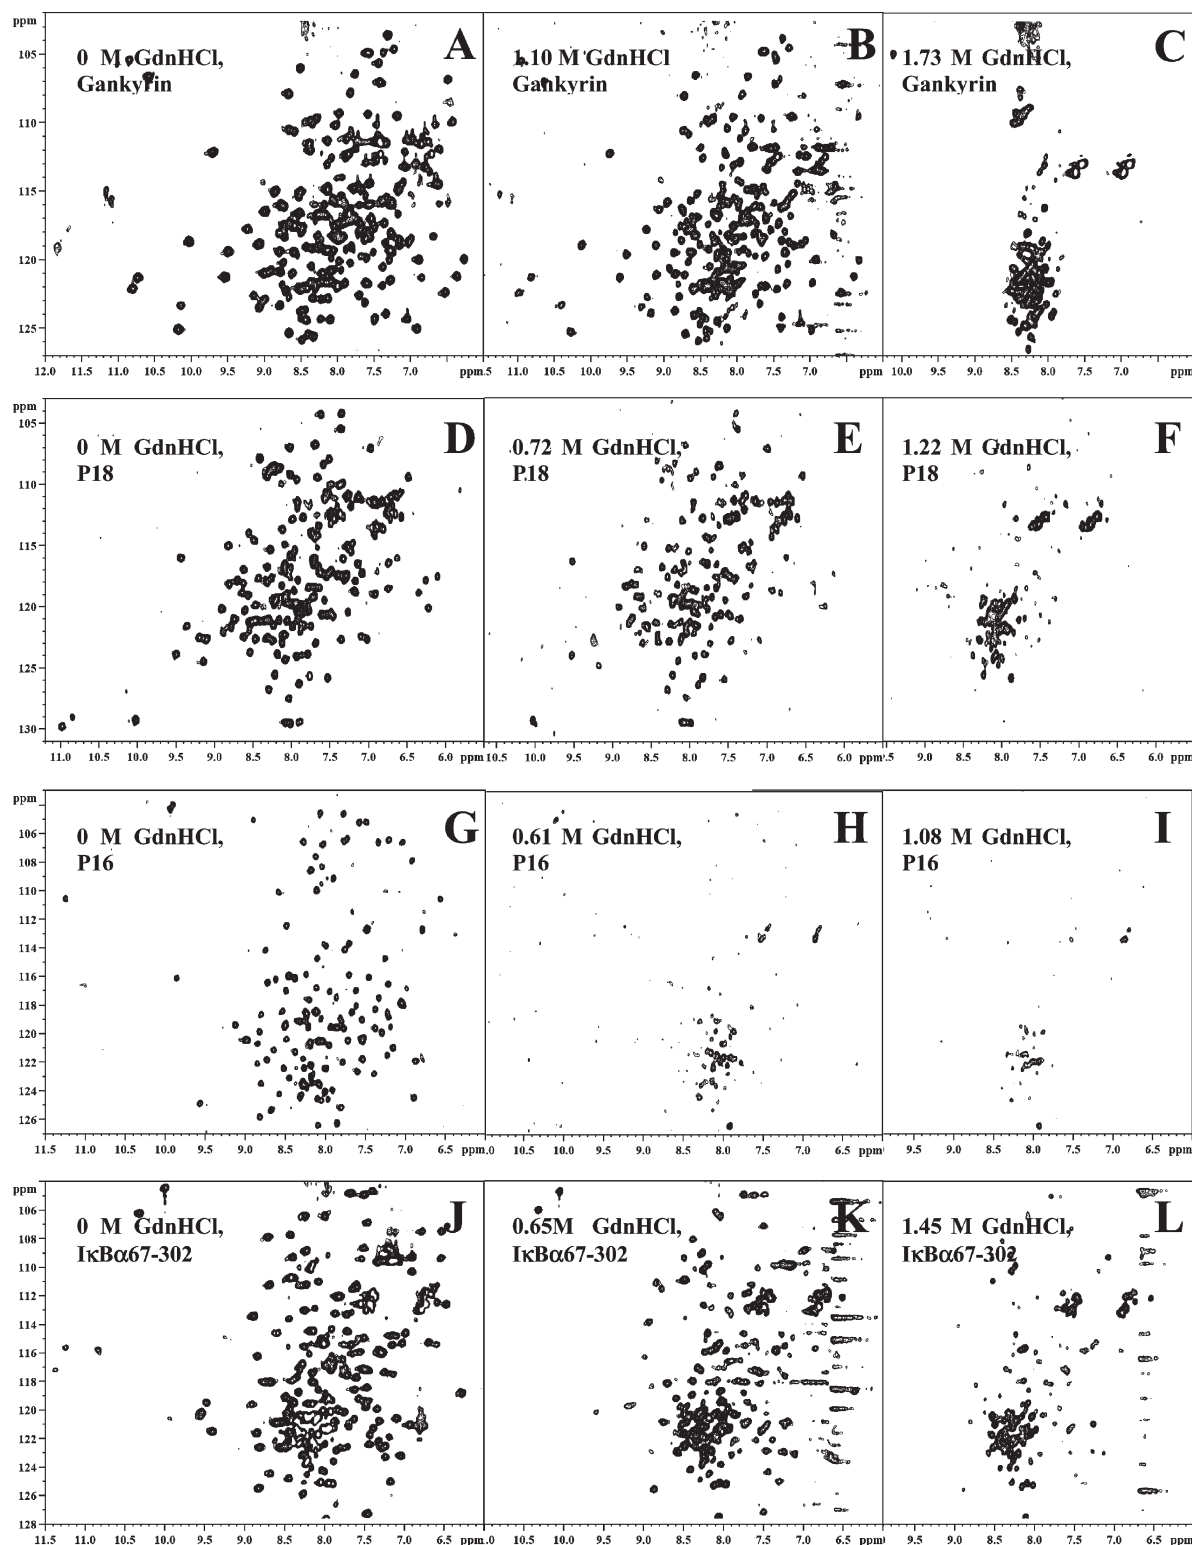 ppm
A
0 M GdnHCl,
Gankyrin
105
110
115
120
125
12.0 11.5 11.0 10.5 10.0 9.5 9.0 8.5 8.0 7.5 7.0 ppm
B
1.10 M GdnHCl
Gankyrin
11.0 10.5 10.0 9.5 9.0 8.5 8.0 7.5 7.0 ppm
C
1.73 M GdnHCl,
Gankyrin
10.0 9.5 9.0 8.5 8.0 7.5 7.0 ppm
ppm
D
0 M GdnHCl,
P18
105
110
115
120
125
130
11.0 10.5 10.0 9.5 9.0 8.5 8.0 7.5 7.0 6.5 6.0 ppm
E
0.72 M GdnHCl,
P18
10.5 10.0 9.5 9.0 8.5 8.0 7.5 7.0 6.5 6.0 ppm
F
1.22 M GdnHCl,
P18
9.5 9.0 8.5 8.0 7.5 7.0 6.5 6.0 ppm
ppm
G
0 M GdnHCl,
P16
106
108
110
112
114
116
118
120
122
124
126
11.5 11.0 10.5 10.0 9.5 9.0 8.5 8.0 7.5 7.0 6.5 ppm
H
0.61 M GdnHCl,
P16
10.5 10.0 9.5 9.0 8.5 8.0 7.5 7.0 6.5 ppm
I
1.08 M GdnHCl,
P16
9.5 9.0 8.5 8.0 7.5 7.0 6.5 ppm
ppm
J
0 M GdnHCl,
IκBα67-302
106
108
110
112
114
116
118
120
122
124
126
128
11.5 11.0 10.5 10.0 9.5 9.0 8.5 8.0 7.5 7.0 6.5 ppm
K
0.65M GdnHCl,
IκBα67-302
10.5 10.0 9.5 9.0 8.5 8.0 7.5 7.0 6.5 ppm
L
1.45 M GdnHCl,
IκBα67-302
9.5 9.0 8.5 8.0 7.5 7.0 6.5 ppm